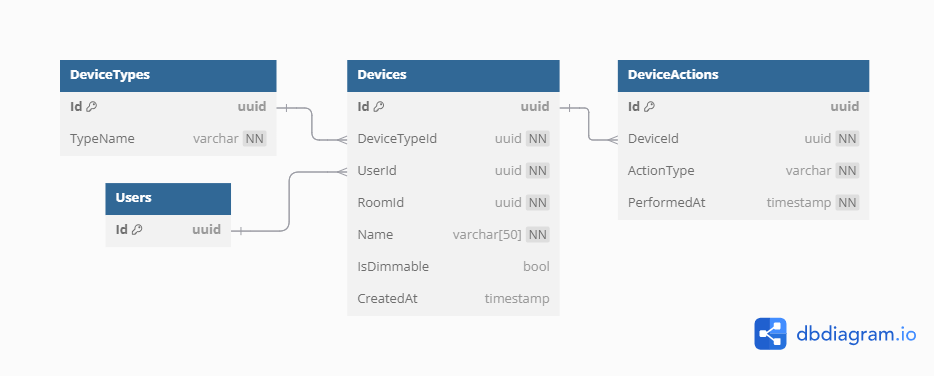 DeviceTypes
Id uuid
TypeName varchar NN
Users
Id uuid
Devices
Id uuid
DeviceTypeId uuid NN
UserId uuid NN
RoomId uuid NN
Name varchar[50] NN
IsDimmable bool
CreatedAt timestamp
DeviceActions
Id uuid
DeviceId uuid NN
ActionType varchar NN
PerformedAt timestamp NN
dbdiagram.io